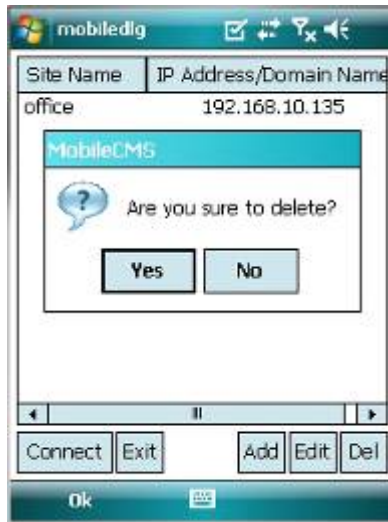 mobiledlg
Site Name IP Address/Domain Name
office 192.168.10.135
MobileCMS
Are you sure to delete?
Yes No
Connect Exit Add Edit Del
Ok